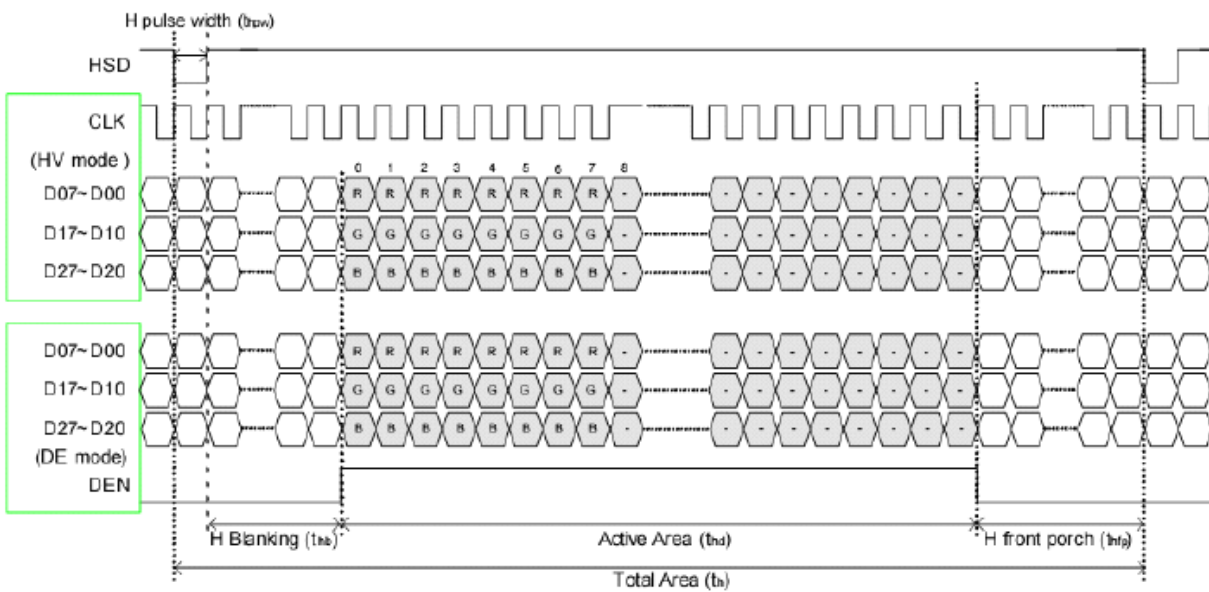 H pulse width (thpw)
HSD
CLK
(HV mode )
0 1 2 3 4 5 6 7 8
D07~D00 R R R R R R R R - - - - - - - - -
D17~D10 G G G G G G G G - - - - - - - - -
D27~D20 B B B B B B B B - - - - - - - - -
D07~D00 R R R R R R R R - - - - - - - - -
D17~D10 G G G G G G G G - - - - - - - - -
D27~D20 B B B B B B B B - - - - - - - - -
(DE mode)
DEN
H Blanking (thb) Active Area (thd) H front porch (thfp)
Total Area (th)